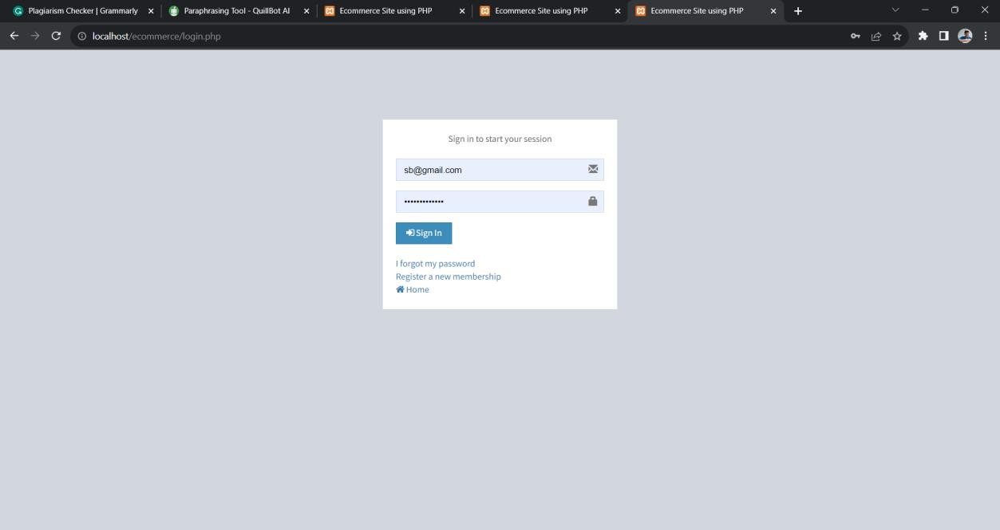 Plagiarism Checker | Grammarly
Paraphrasing Tool - QuillBot AI
Ecommerce Site using PHP
Ecommerce Site using PHP
Ecommerce Site using PHP
localhost/ecommerce/login.php
Sign in to start your session
sb@gmail.com
•••••••••••••
Sign In
I forgot my password
Register a new membership
Home